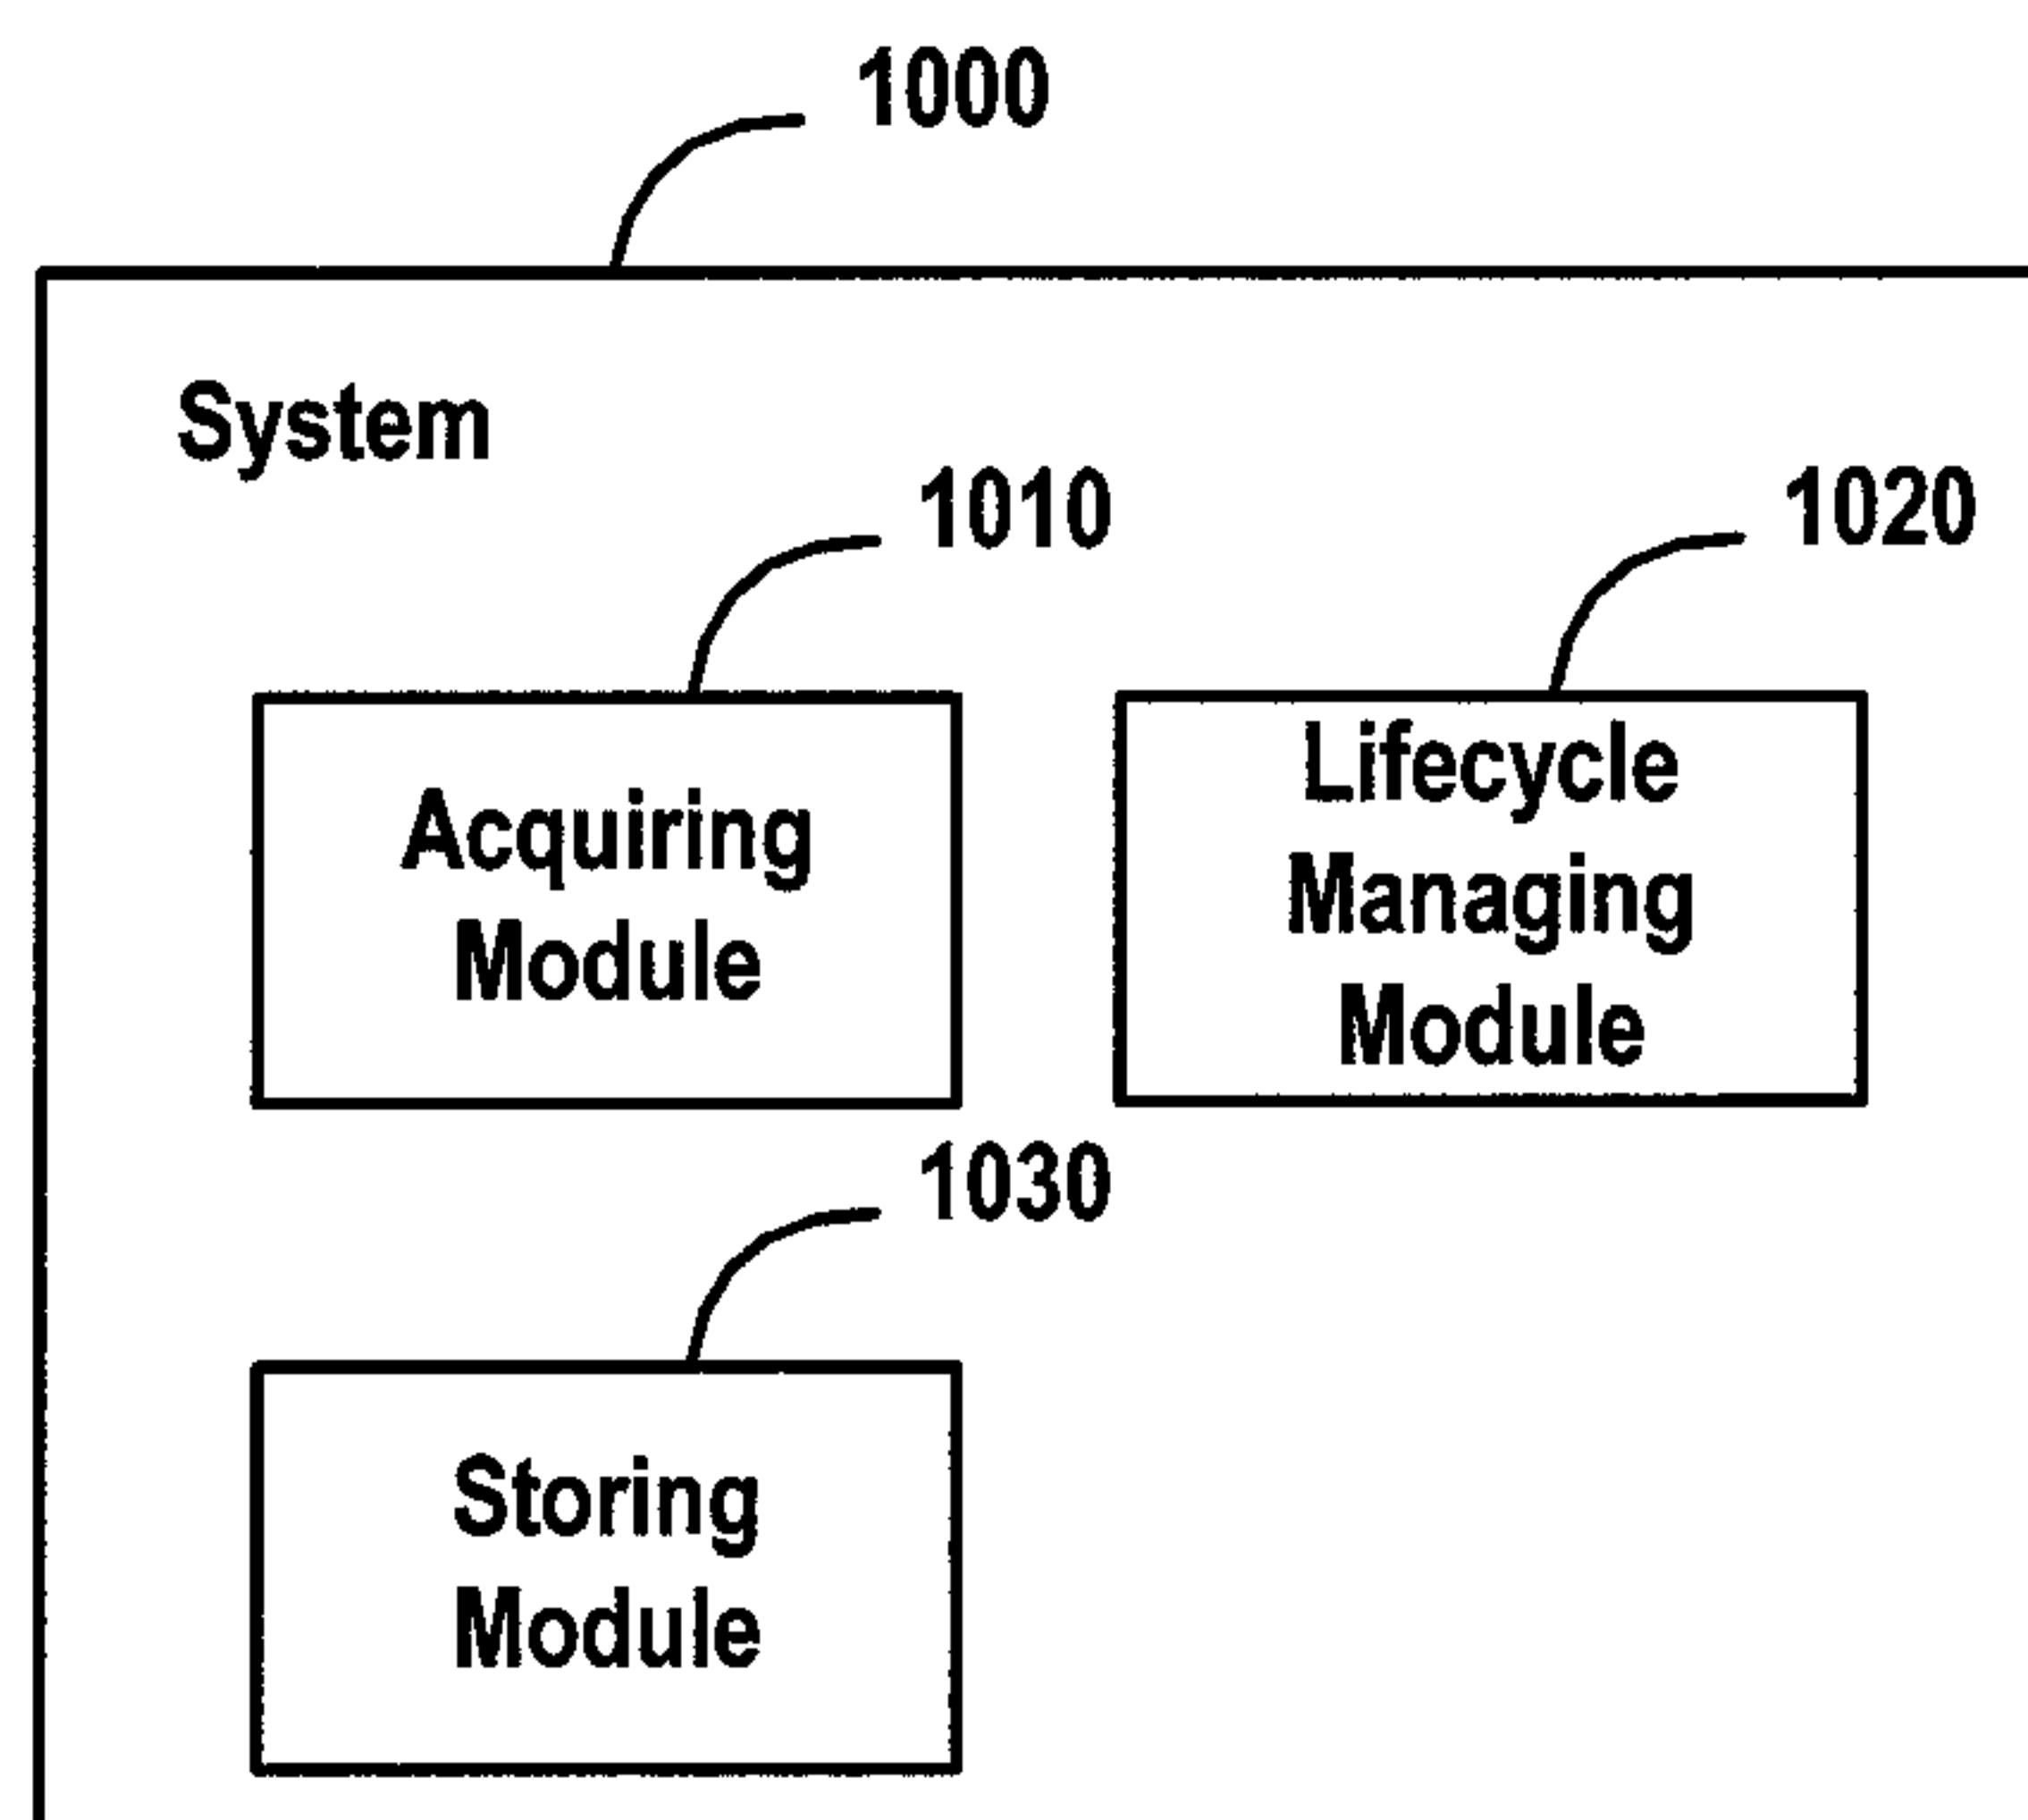 1000
System
1010
1020
Acquiring
Module
Lifecycle
Managing
Module
1030
Storing
Module